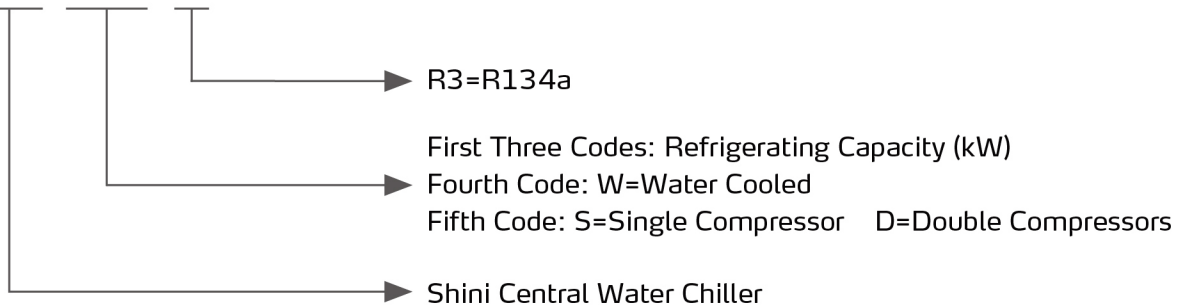 R3=R134a
First Three Codes: Refrigerating Capacity (kW)
Fourth Code: W=Water Cooled
Fifth Code: S=Single Compressor D=Double Compressors
Shini Central Water Chiller